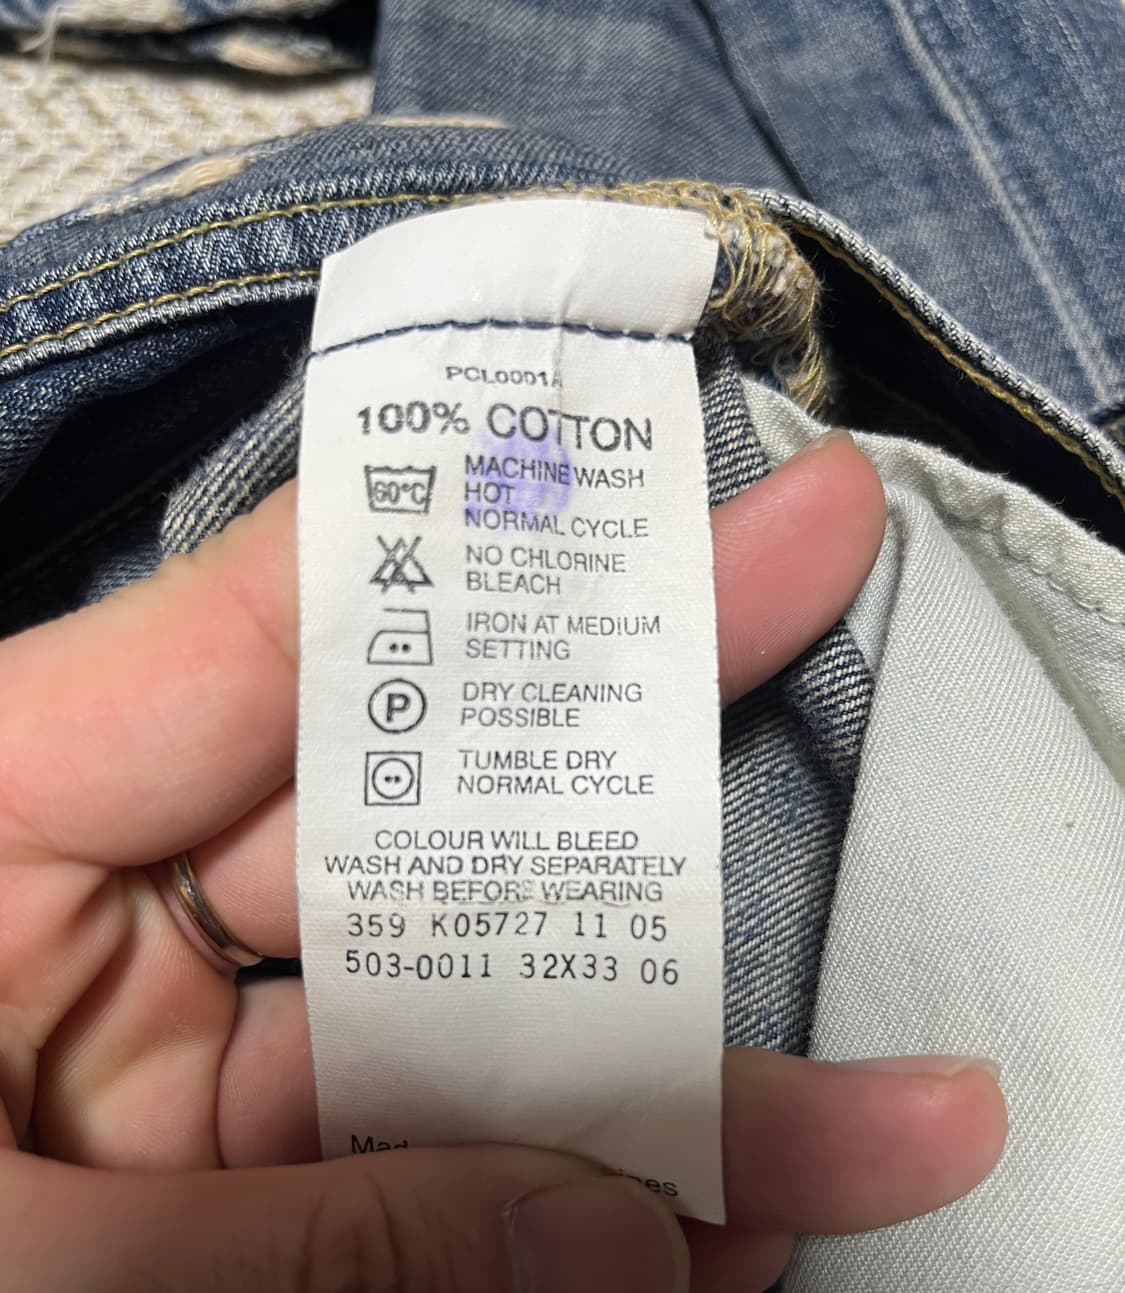 PCL0001A
100% COTTON
60°C MACHINE WASH
HOT
NORMAL CYCLE
NO CHLORINE
BLEACH
IRON AT MEDIUM
SETTING
P DRY CLEANING
POSSIBLE
TUMBLE DRY
NORMAL CYCLE
COLOUR WILL BLEED
WASH AND DRY SEPARATELY
WASH BEFORE WEARING
359 K05727 11 05
503-0011 32X33 06